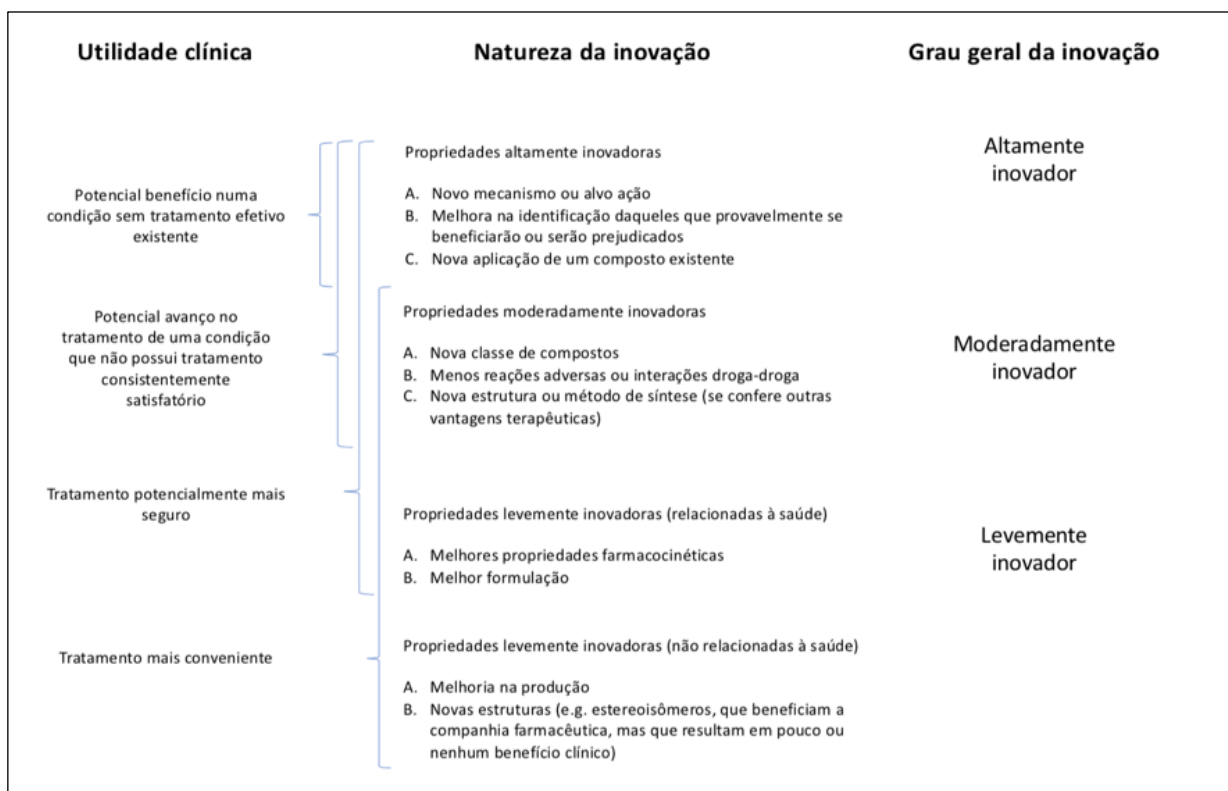 Utilidade clínica
Natureza da inovação
Grau geral da inovação
Potencial benefício numa
condição sem tratamento efetivo
existente
Potencial avanço no
tratamento de uma condição
que não possui tratamento
consistentemente
satisfatório
Tratamento potencialmente mais
seguro
Tratamento mais conveniente
Propriedades altamente inovadoras
A. Novo mecanismo ou alvo ação
B. Melhora na identificação daqueles que provavelmente se
beneficiarão ou serão prejudicados
C. Nova aplicação de um composto existente
Propriedades moderadamente inovadoras
A. Nova classe de compostos
B. Menos reações adversas ou interações droga-droga
C. Nova estrutura ou método de síntese (se confere outras
vantagens terapêuticas)
Propriedades levemente inovadoras (relacionadas à saúde)
A. Melhores propriedades farmacocinéticas
B. Melhor formulação
Propriedades levemente inovadoras (não relacionadas à saúde)
A. Melhoria na produção
B. Novas estruturas (e.g. estereoisômeros, que beneficiam a
companhia farmacêutica, mas que resultam em pouco ou
nenhum benefício clínico)
Altamente
inovador
Moderadamente
inovador
Levemente
inovador